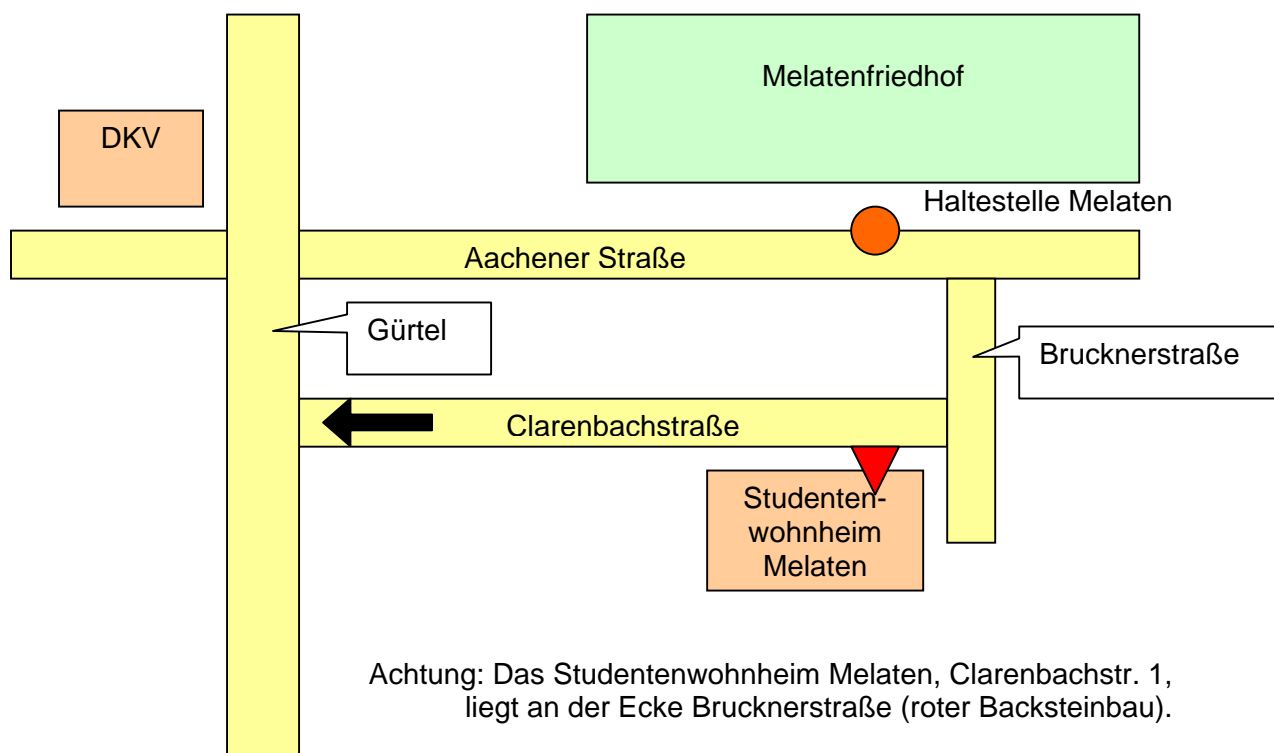 Melatenfriedhof
DKV
Haltestelle Melaten
Aachener Straße
Gürtel
Brucknerstraße
Clarenbachstraße
Studenten-
wohnheim
Melaten
Achtung: Das Studentenwohnheim Melaten, Clarenbachstr. 1,
liegt an der Ecke Brucknerstraße (roter Backsteinbau).